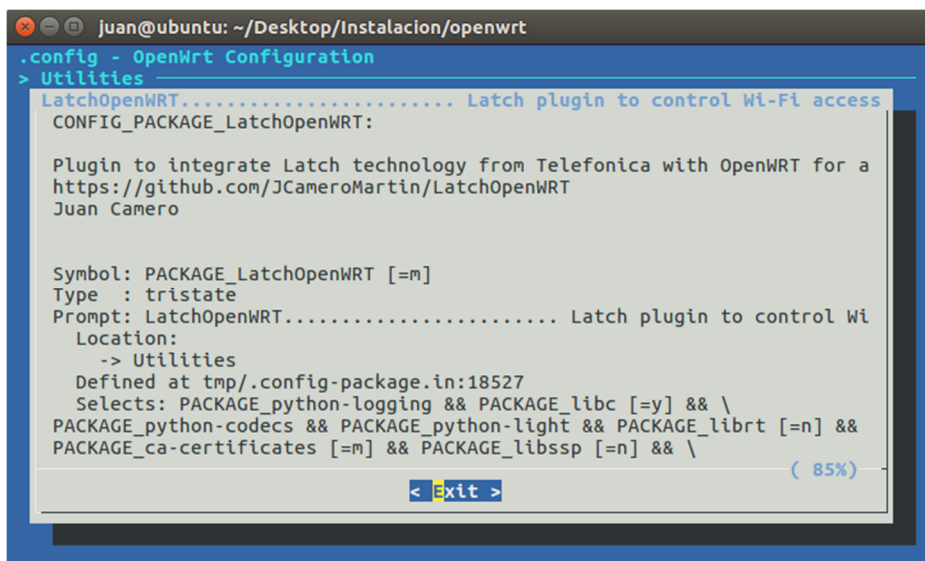 juan@ubuntu: ~/Desktop/Instalacion/openwrt
.config - OpenWrt Configuration
> Utilities
LatchOpenWRT........................ Latch plugin to control Wi-Fi access
CONFIG_PACKAGE_LatchOpenWRT:
Plugin to integrate Latch technology from Telefonica with OpenWRT for a
https://github.com/JCameroMartin/LatchOpenWRT
Juan Camero
Symbol: PACKAGE_LatchOpenWRT [=m]
Type  : tristate
Prompt: LatchOpenWRT........................ Latch plugin to control Wi
Location:
-> Utilities
Defined at tmp/.config-package.in:18527
Selects: PACKAGE_python-logging && PACKAGE_libc [=y] && \
PACKAGE_python-codecs && PACKAGE_python-light && PACKAGE_librt [=n] &&
PACKAGE_ca-certificates [=m] && PACKAGE_libssp [=n] && \
( 85%)
< Exit >